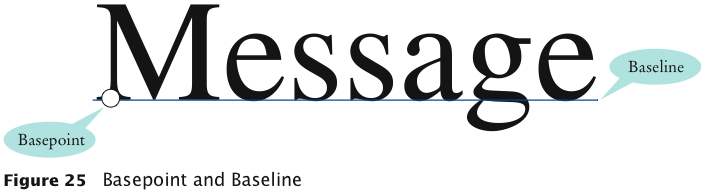 Message
Baseline
Basepoint
Figure 25 Basepoint and Baseline